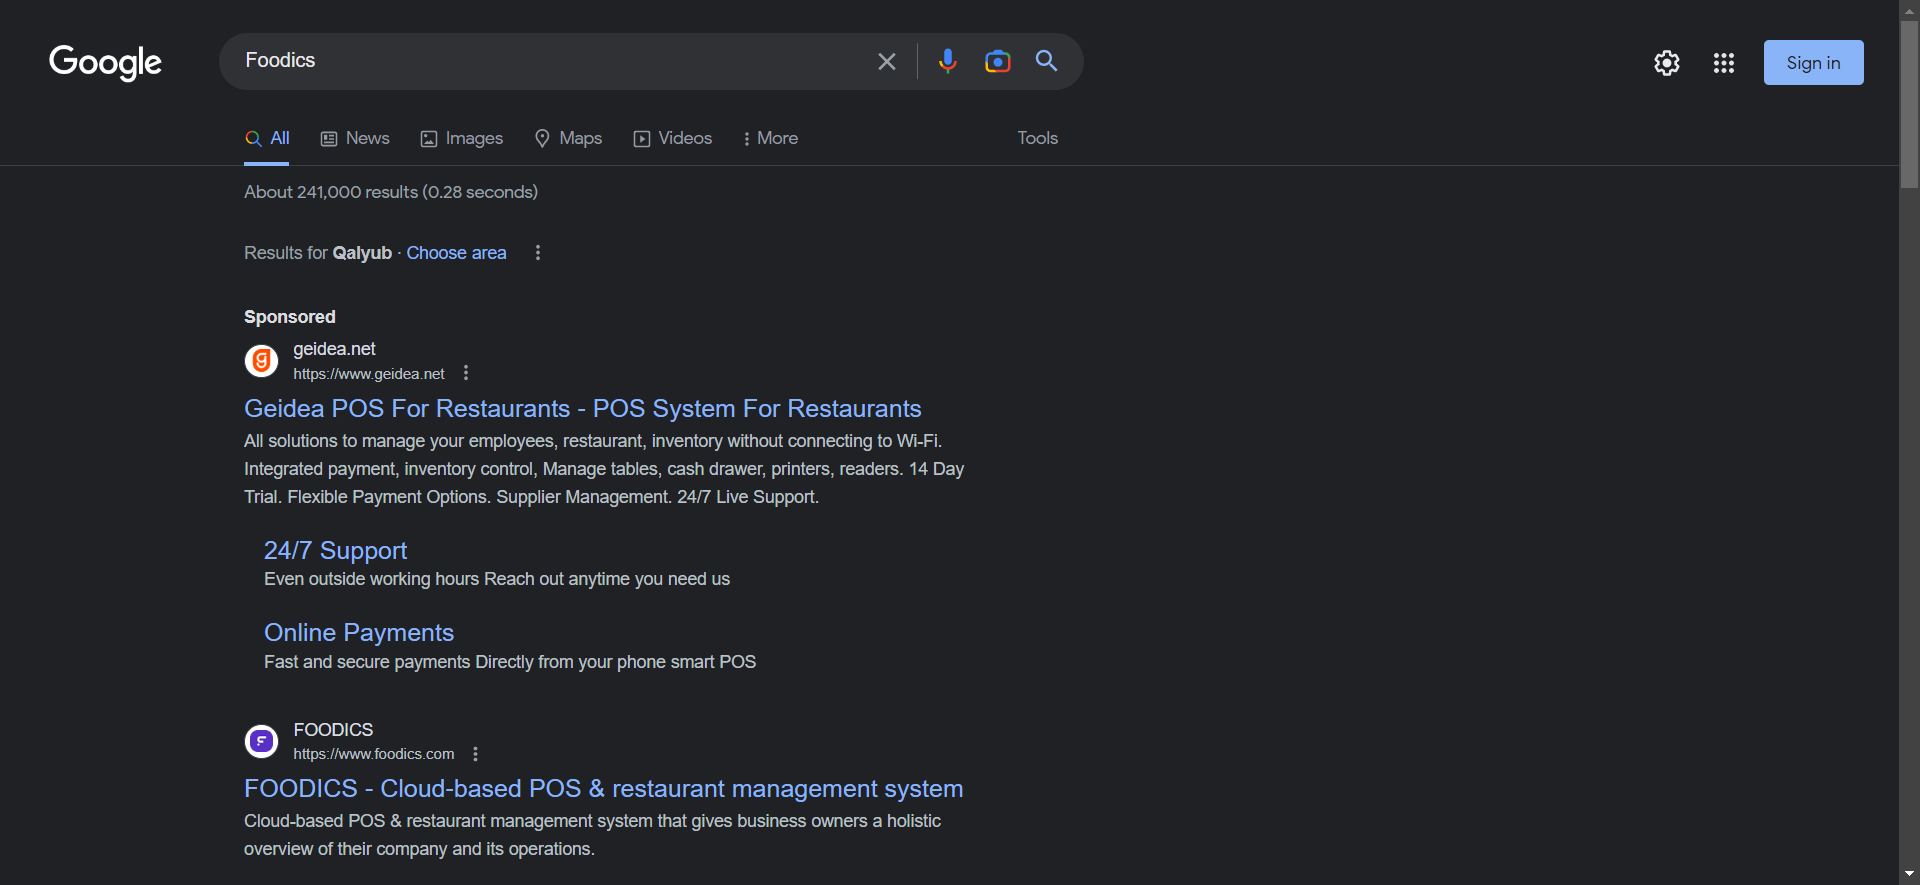 Google
Foodics
Sign in
All
News
Images
Maps
Videos
More
Tools
About 241,000 results (0.28 seconds)
Results for Qalyub · Choose area
Sponsored
geidea.net
https://www.geidea.net
Geidea POS For Restaurants - POS System For Restaurants
All solutions to manage your employees, restaurant, inventory without connecting to Wi-Fi.
Integrated payment, inventory control, Manage tables, cash drawer, printers, readers. 14 Day
Trial. Flexible Payment Options. Supplier Management. 24/7 Live Support.
24/7 Support
Even outside working hours Reach out anytime you need us
Online Payments
Fast and secure payments Directly from your phone smart POS
FOODICS
https://www.foodics.com
FOODICS - Cloud-based POS & restaurant management system
Cloud-based POS & restaurant management system that gives business owners a holistic
overview of their company and its operations.